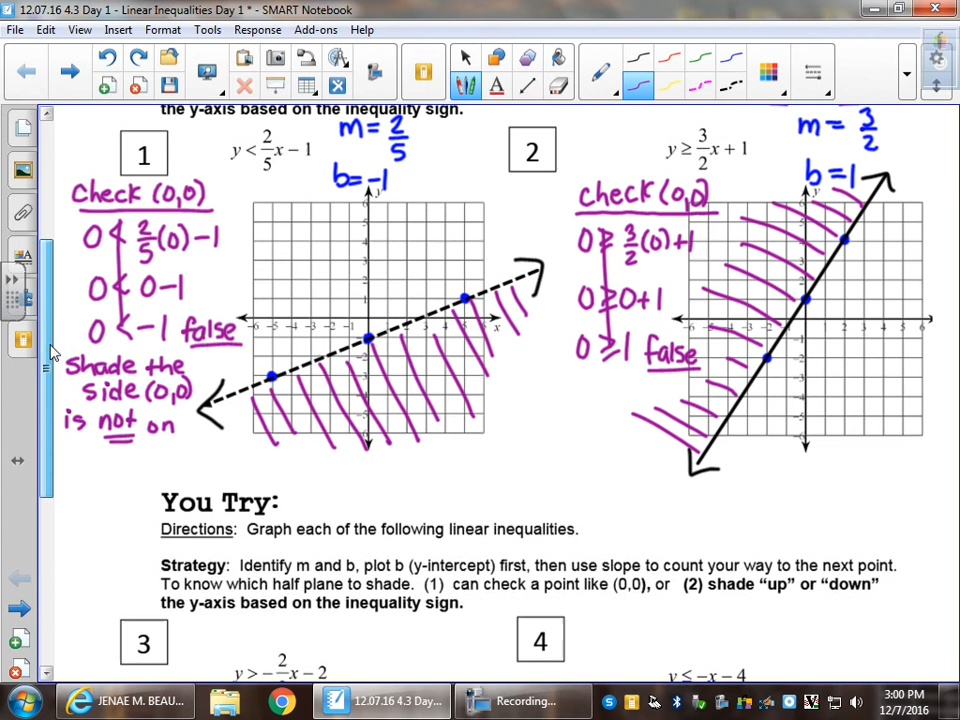 12.07.16 4.3 Day 1 - Linear Inequalities Day 1 * - SMART Notebook
File Edit View Insert Format Tools Response Add-ons Help
the y-axis based on the inequality sign.
1
y < 2/5 x − 1
m = 2/5
b = -1
Check (0,0)
0 < 2/5 (0) - 1
0 < 0 - 1
0 < -1 false
Shade the
side (0,0)
is not on
2
y ≥ 3/2 x + 1
m = 3/2
b = 1
check (0,0)
0 ≥ 3/2 (0) + 1
0 ≥ 0 + 1
0 ≥ 1 false
You Try:
Directions: Graph each of the following linear inequalities.
Strategy: Identify m and b, plot b (y-intercept) first, then use slope to count your way to the next point.
To know which half plane to shade. (1) can check a point like (0,0), or (2) shade “up” or “down”
the y-axis based on the inequality sign.
3
y > − 2/ x − 2
4
y ≤ −x − 4
JENAE M. BEAU...
12.07.16 4.3 Day...
Recording...
3:00 PM
12/7/2016